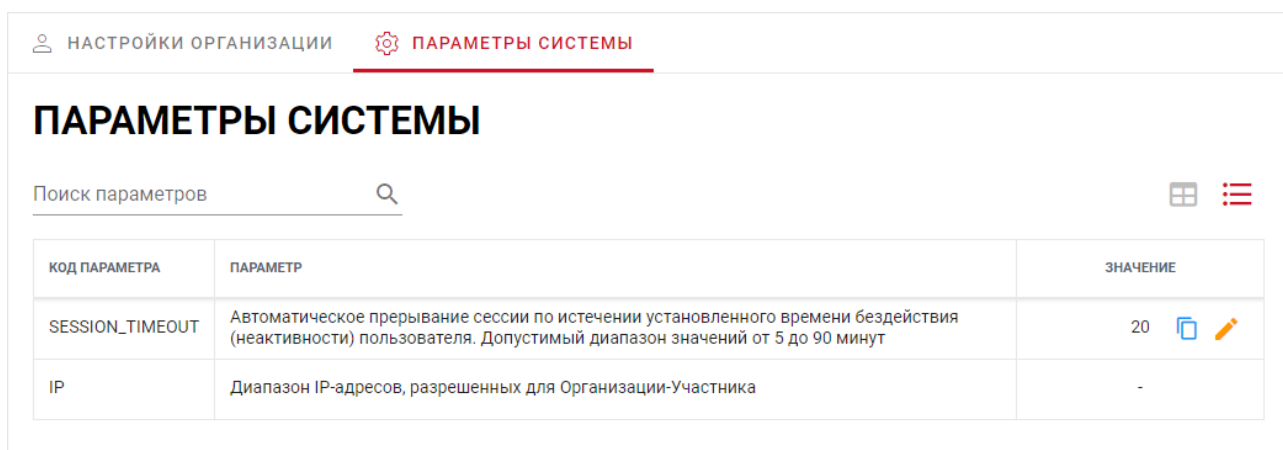 НАСТРОЙКИ ОРГАНИЗАЦИИ ПАРАМЕТРЫ СИСТЕМЫ
ПАРАМЕТРЫ СИСТЕМЫ
Поиск параметров
КОД ПАРАМЕТРА ПАРАМЕТР ЗНАЧЕНИЕ
SESSION_TIMEOUT Автоматическое прерывание сессии по истечении установленного времени бездействия
(неактивности) пользователя. Допустимый диапазон значений от 5 до 90 минут 20
IP Диапазон IP-адресов, разрешенных для Организации-Участника -